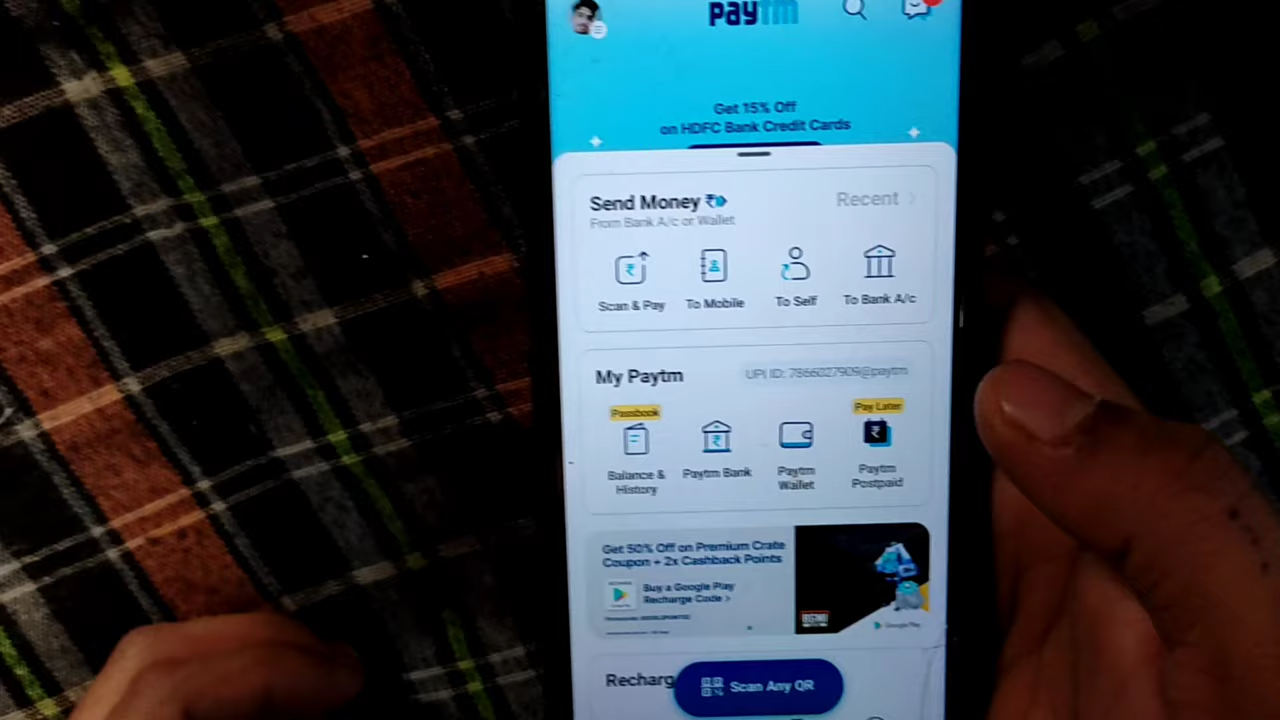 paytm
Get 15% Off
on HDFC Bank Credit Cards
Send Money
Recent
From Bank A/c or Wallet
Scan & Pay
To Mobile
To Self
To Bank A/c
My Paytm
UPI ID: 7866027909@paytm
Passbook
Pay Later
Balance &
History
Paytm Bank
Paytm
Wallet
Paytm
Postpaid
Get 50% Off on Premium Crate
Coupon + 2x Cashback Points
Buy a Google Play
Recharge Code >
BGMI
Google Play
Recharg
Scan Any QR